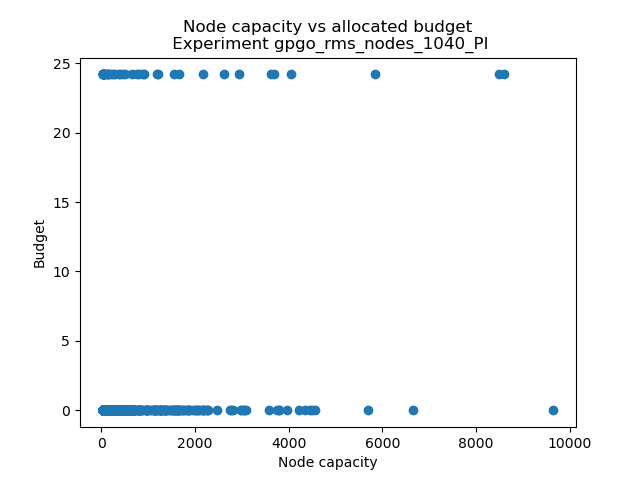 Node capacity vs allocated budget
Experiment gpgo_rms_nodes_1040_PI
25
20
15
10
5
0
Budget
0 2000 4000 6000 8000 10000
Node capacity